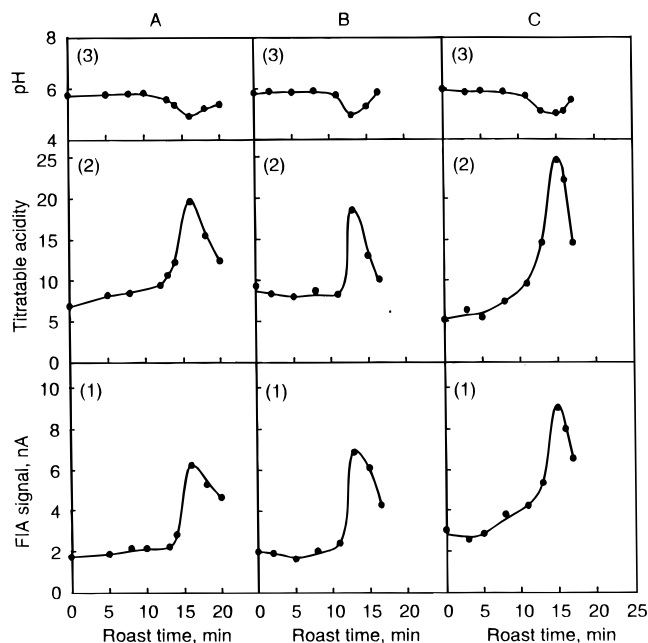 A B C
8
6
4
pH
(3) (3) (3)
25
20
15
10
5
0
Titratable acidity
(2) (2) (2)
10
8
6
4
2
0
FIA signal, nA
(1) (1) (1)
0 5 10 15 20 0 5 10 15 20 0 5 10 15 20 25
Roast time, min Roast time, min Roast time, min